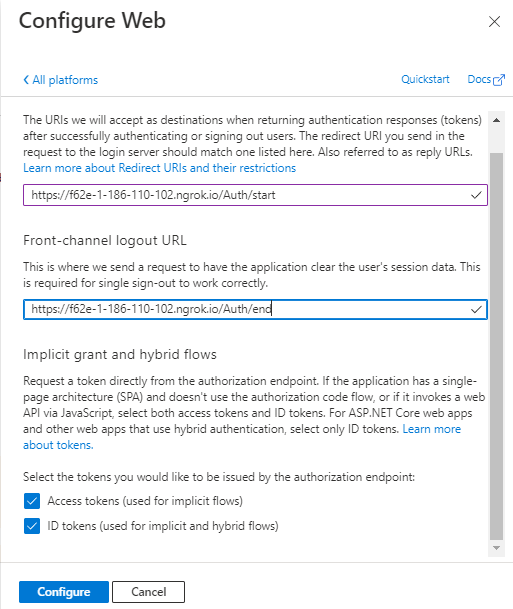 Configure Web
All platforms
Quickstart
Docs
The URIs we will accept as destinations when returning authentication responses (tokens)
after successfully authenticating or signing out users. The redirect URI you send in the
request to the login server should match one listed here. Also referred to as reply URLs.
Learn more about Redirect URIs and their restrictions
https://f62e-1-186-110-102.ngrok.io/Auth/start
Front-channel logout URL
This is where we send a request to have the application clear the user's session data. This
is required for single sign-out to work correctly.
https://f62e-1-186-110-102.ngrok.io/Auth/end
Implicit grant and hybrid flows
Request a token directly from the authorization endpoint. If the application has a single-
page architecture (SPA) and doesn't use the authorization code flow, or if it invokes a web
API via JavaScript, select both access tokens and ID tokens. For ASP.NET Core web apps
and other web apps that use hybrid authentication, select only ID tokens. Learn more
about tokens.
Select the tokens you would like to be issued by the authorization endpoint:
Access tokens (used for implicit flows)
ID tokens (used for implicit and hybrid flows)
Configure
Cancel